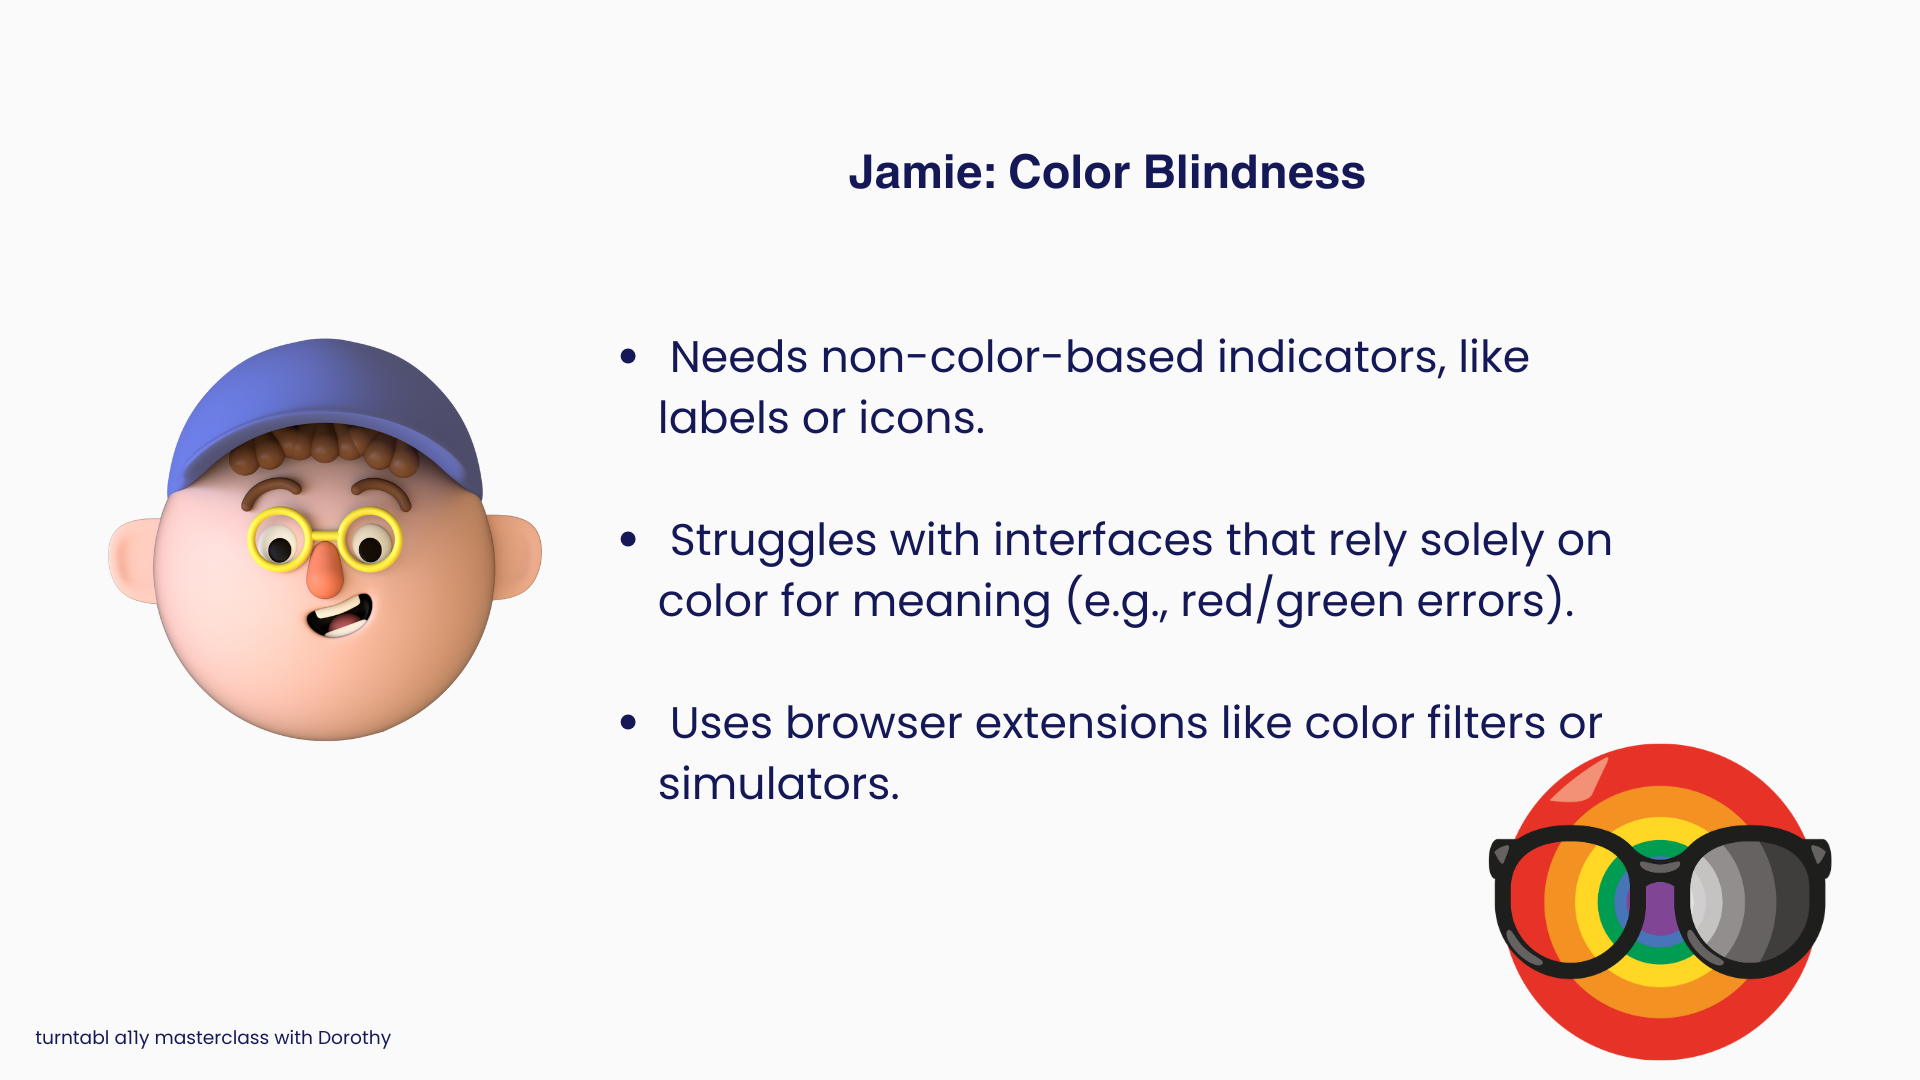 Jamie: Color Blindness
• Needs non-color-based indicators, like
labels or icons.
• Struggles with interfaces that rely solely on
color for meaning (e.g., red/green errors).
• Uses browser extensions like color filters or
simulators.
turntabl a11y masterclass with Dorothy